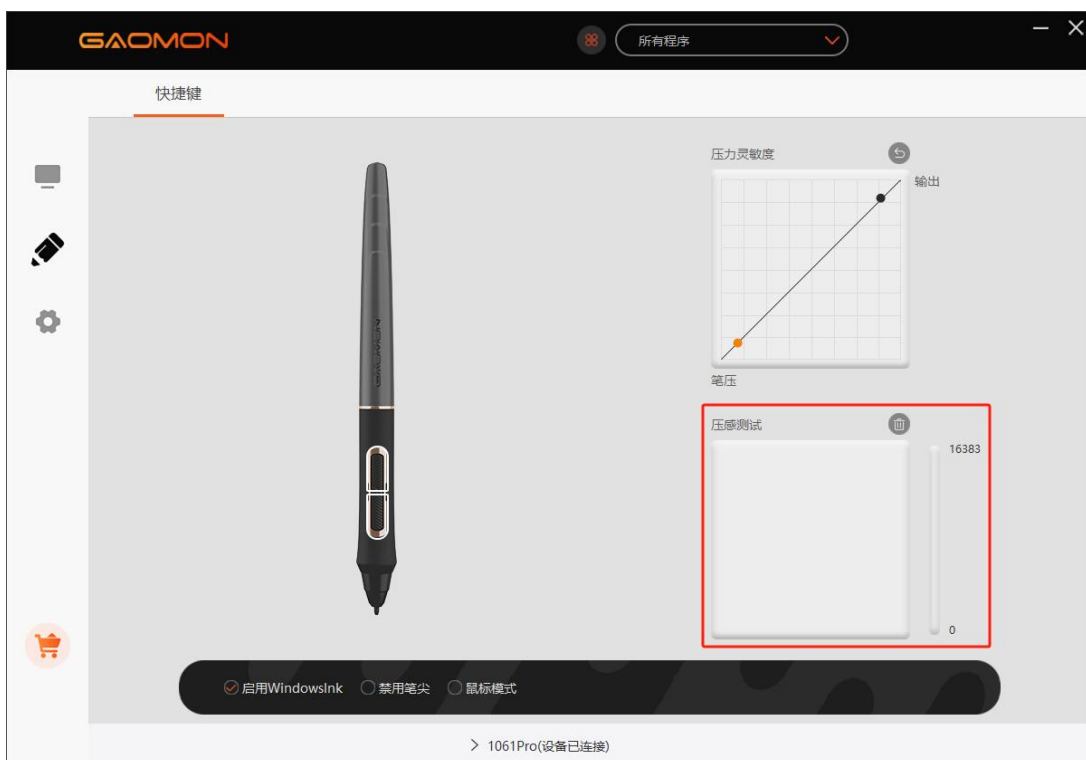 GAOMON
所有程序
快捷键
压力灵敏度
输出
笔压
压感测试
16383
0
GAOMON
启用WindowsInk
禁用笔尖
鼠标模式
1061Pro(设备已连接)